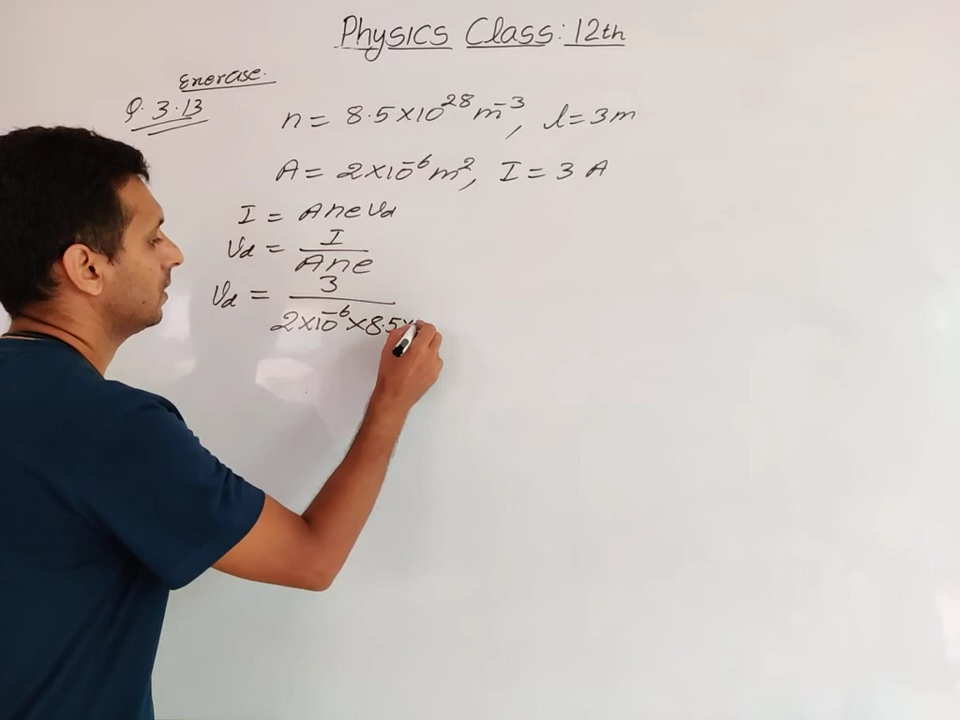 Physics Class: 12th
Exercise.
Q. 3.13
n = 8.5×10²⁸ m⁻³, l = 3m
A = 2×10⁻⁶ m², I = 3 A
I = Ane Vd
Vd = I / Ane
Vd = 3 / 2×10⁻⁶×8.5×